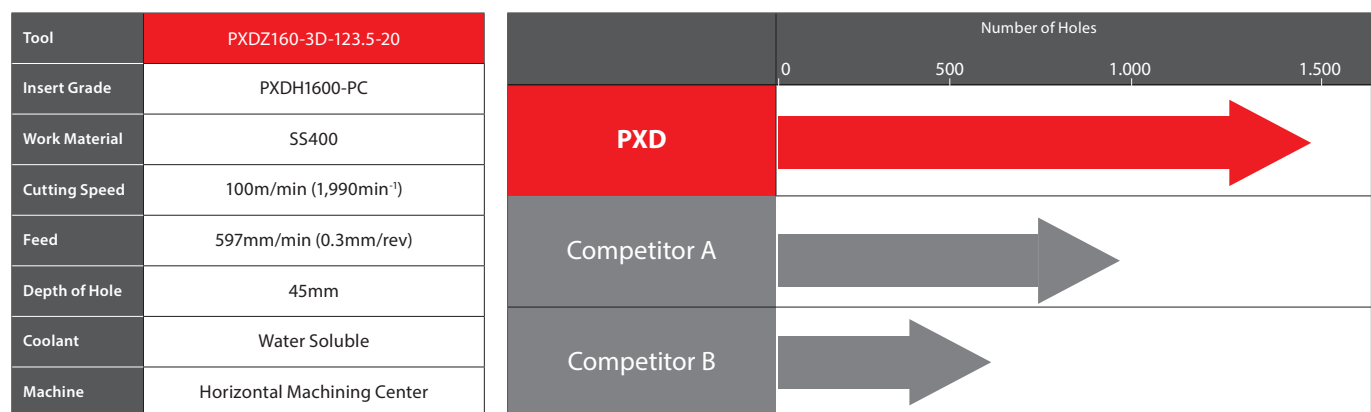 Tool PXDZ160-3D-123.5-20
Insert Grade PXDH1600-PC
Work Material SS400
Cutting Speed 100m/min (1,990min⁻¹)
Feed 597mm/min (0.3mm/rev)
Depth of Hole 45mm
Coolant Water Soluble
Machine Horizontal Machining Center
Number of Holes
0 500 1.000 1.500
PXD
Competitor A
Competitor B